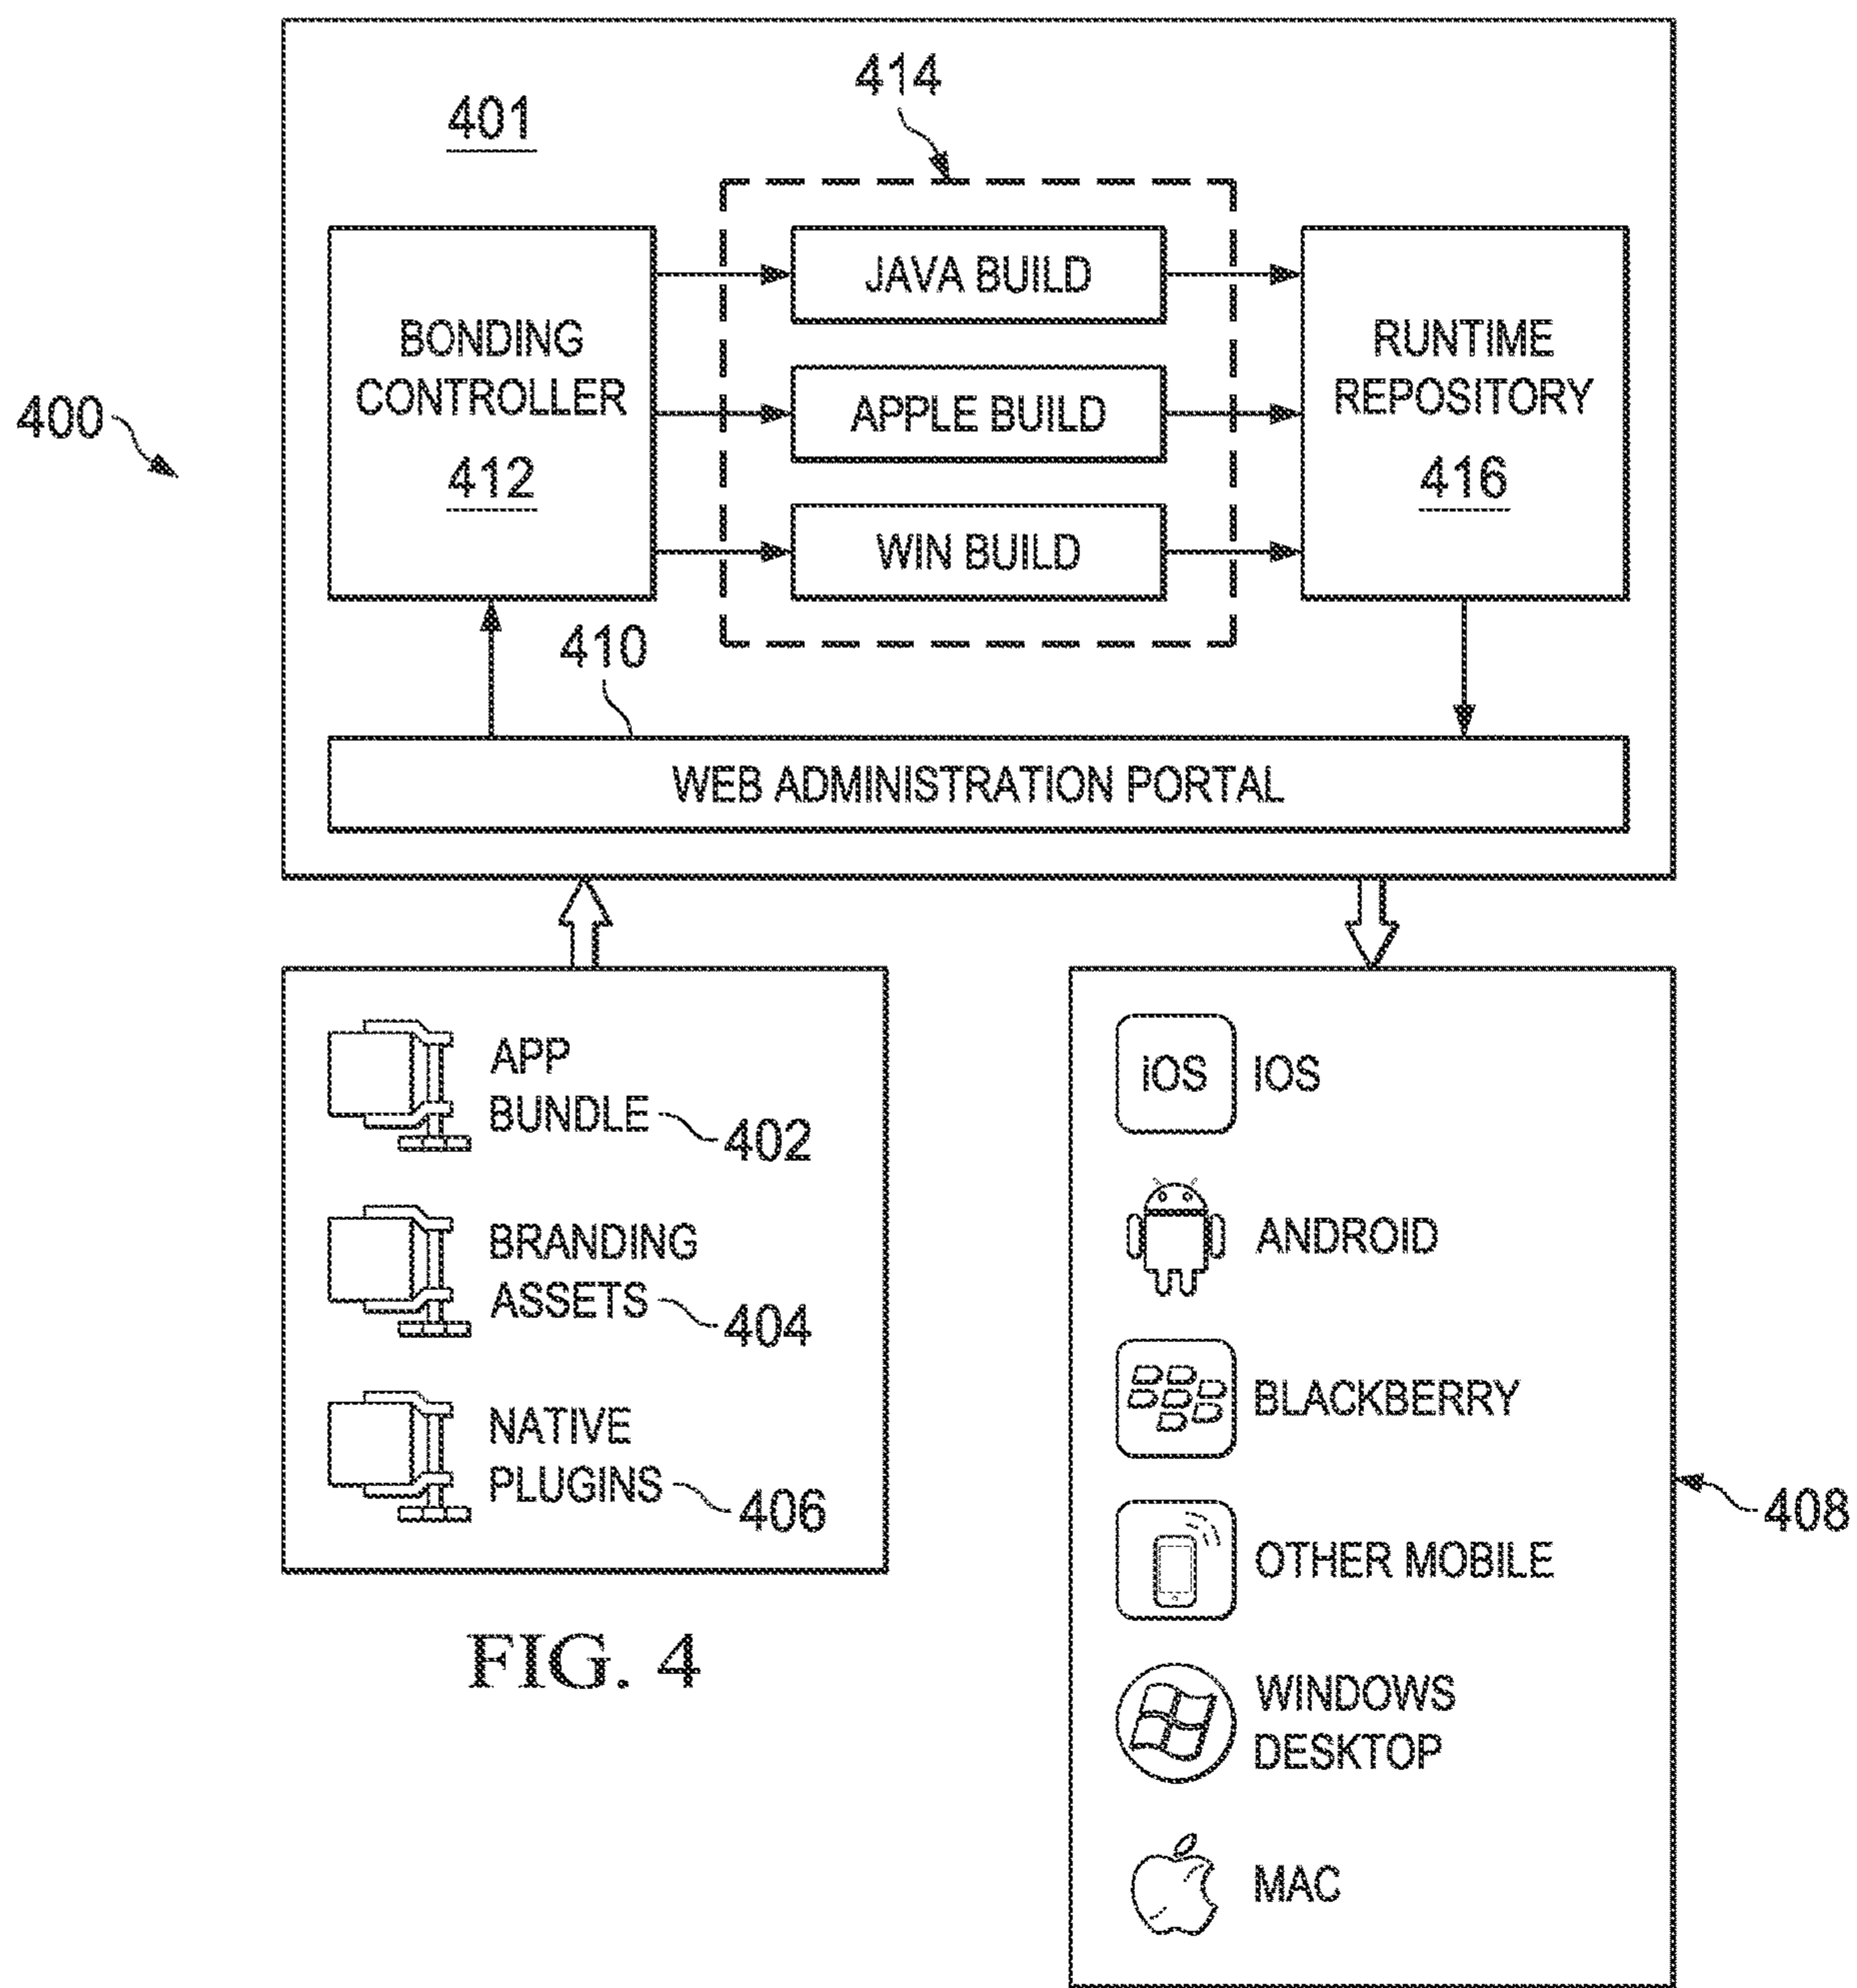 414
401
JAVA BUILD
BONDING
CONTROLLER
412
RUNTIME
REPOSITORY
416
APPLE BUILD
400
WIN BUILD
410
WEB ADMINISTRATION PORTAL
APP
BUNDLE
402
BRANDING
ASSETS
404
NATIVE
PLUGINS
406
FIG. 4
iOS IOS
ANDROID
BLACKBERRY
OTHER MOBILE
408
WINDOWS
DESKTOP
MAC